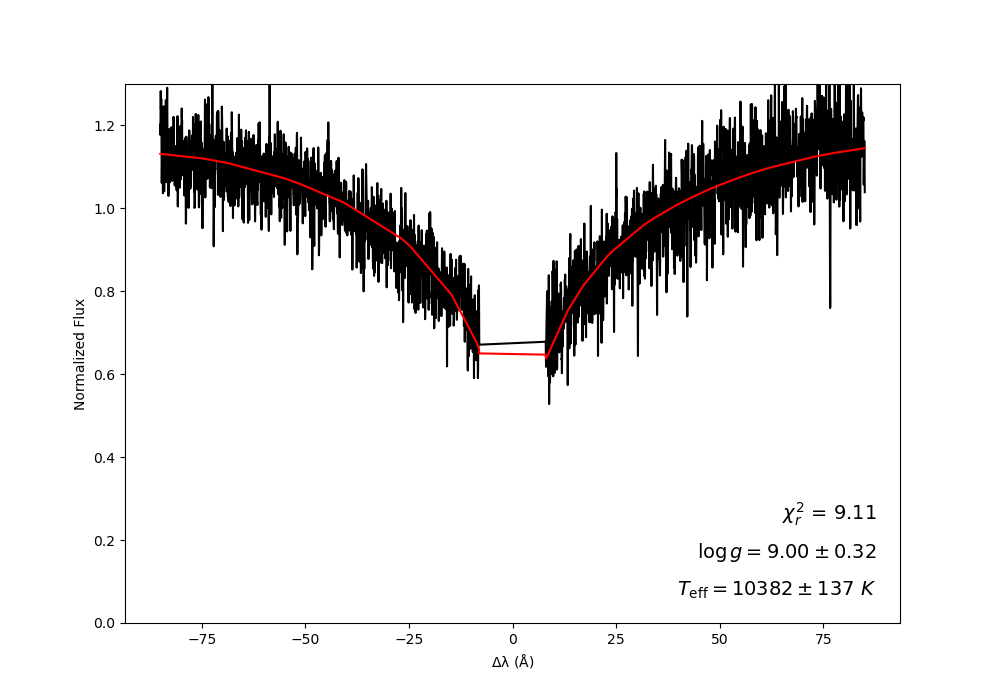 Normalized Flux
1.2
1.0
0.8
0.6
0.4
0.2
0.0
−75
−50
−25
0
25
50
75
Δλ (Å)
χ²ᵣ = 9.11
log g = 9.00 ± 0.32
T_eff = 10382 ± 137 K